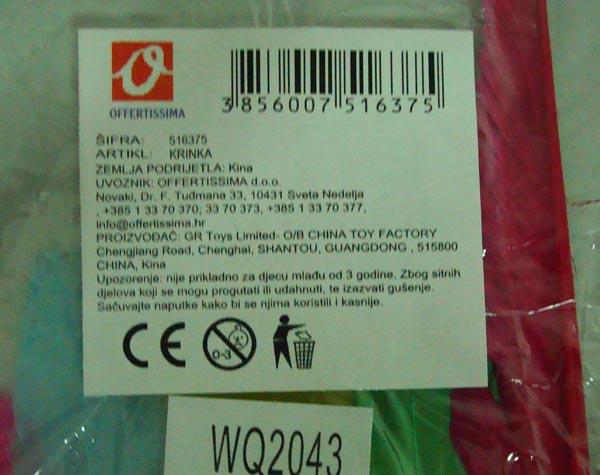 OFFERTISSIMA
3 856007 516375
ŠIFRA: 516375
ARTIKL: KRINKA
ZEMLJA PODRIJETLA: Kina
UVOZNIK: OFFERTISSIMA d.o.o.
Novaki, Dr. F. Tuđmana 33, 10431 Sveta Nedelja
, +385 1 33 70 370; 33 70 373, +385 1 33 70 377,
info@offertissima.hr
PROIZVOĐAČ: GR Toys Limited- O/B CHINA TOY FACTORY
Chengjiang Road, Chenghai, SHANTOU, GUANGDONG , 515800
CHINA, Kina
Upozorenje: nije prikladno za djecu mlađu od 3 godine. Zbog sitnih
djelova koji se mogu progutati ili udahnuti, te izazvati gušenje.
Sačuvajte naputke kako bi se njima koristili i kasnije.
CE 0-3
WQ2043